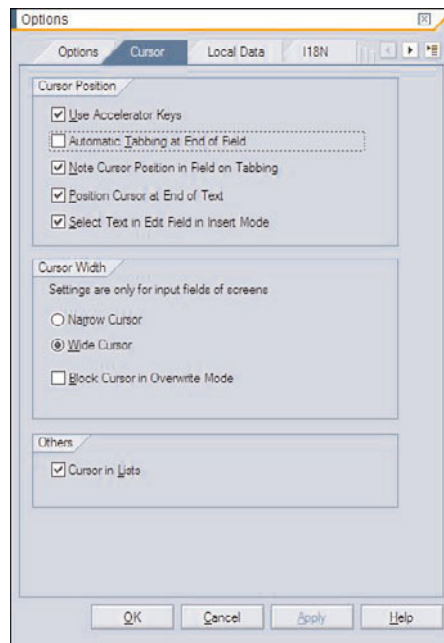 Options
Options Cursor Local Data I18N
Cursor Position
Use Accelerator Keys
Automatic Tabbing at End of Field
Note Cursor Position in Field on Tabbing
Position Cursor at End of Text
Select Text in Edit Field in Insert Mode
Cursor Width
Settings are only for input fields of screens
Narrow Cursor
Wide Cursor
Block Cursor in Overwrite Mode
Others
Cursor in Lists
OK Cancel Apply Help